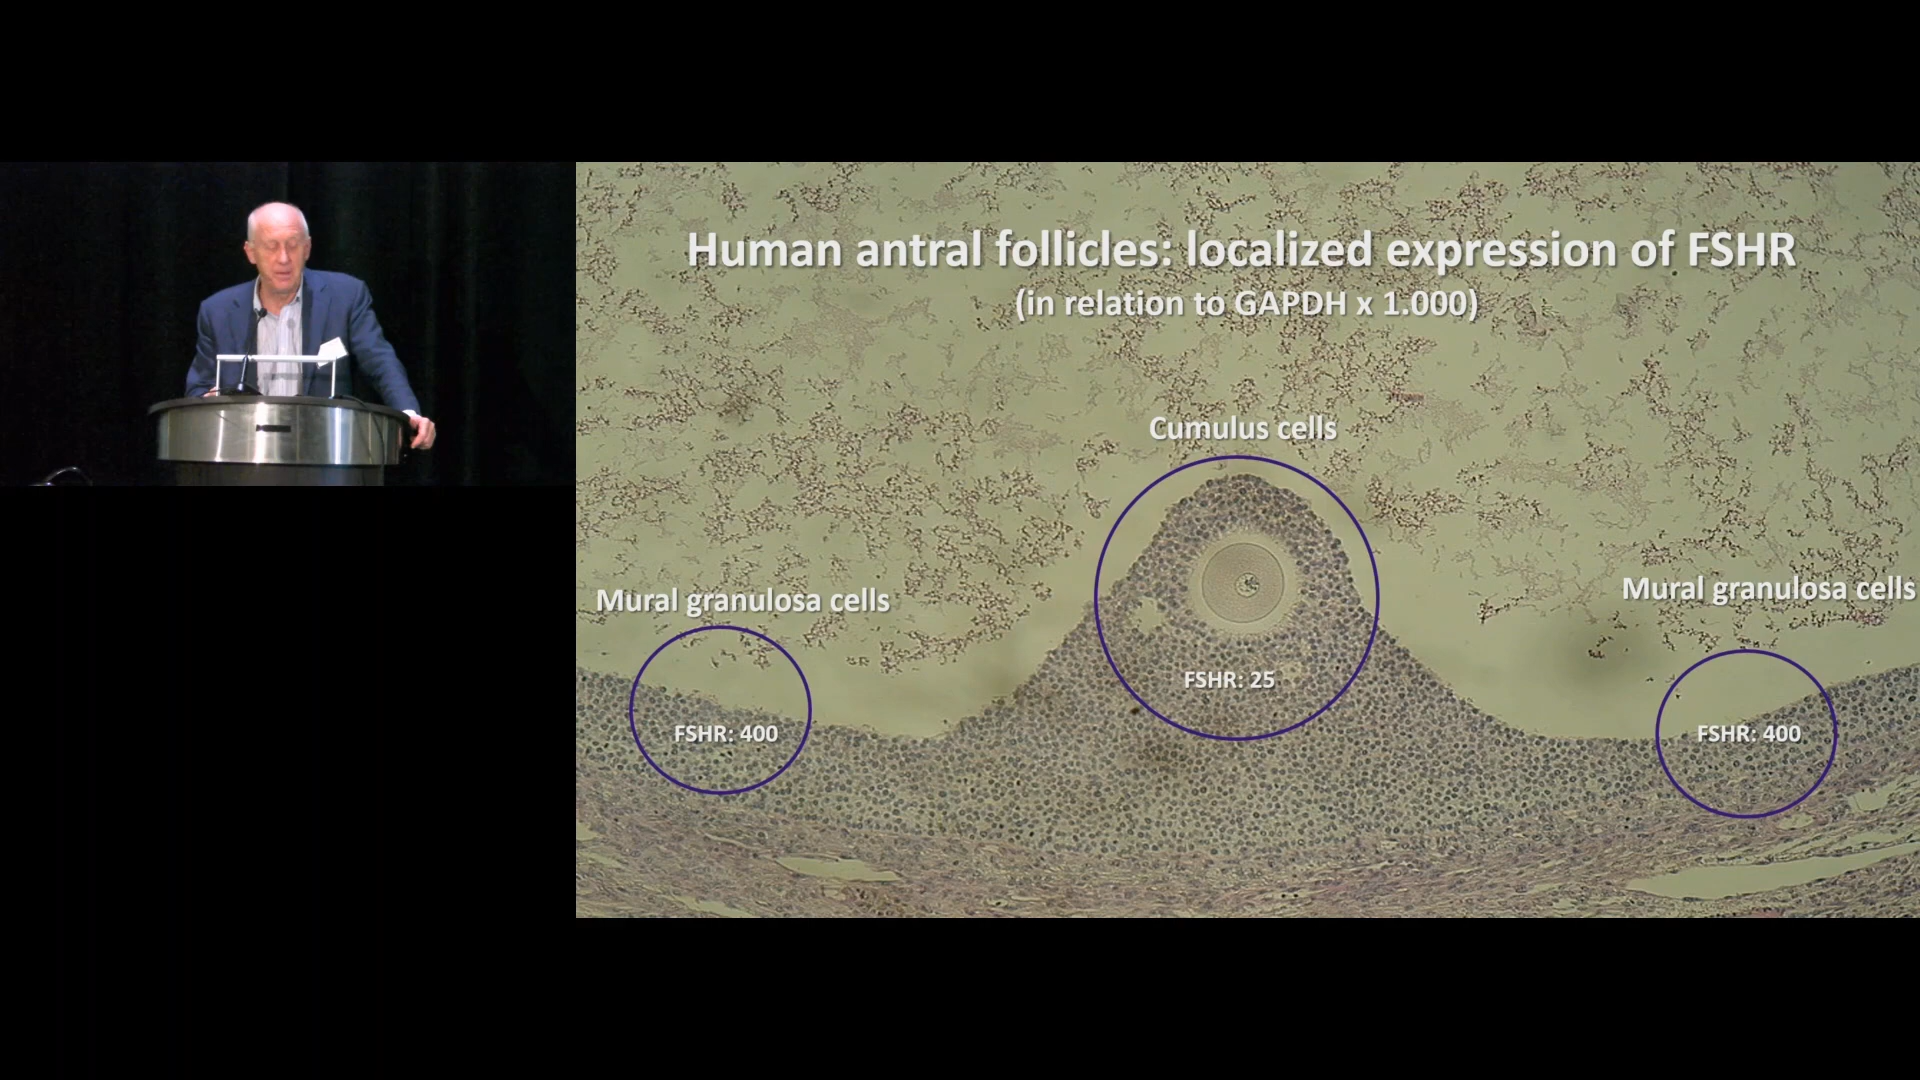 Human antral follicles: localized expression of FSHR
(in relation to GAPDH x 1.000)
Cumulus cells
Mural granulosa cells
Mural granulosa cells
FSHR: 25
FSHR: 400
FSHR: 400